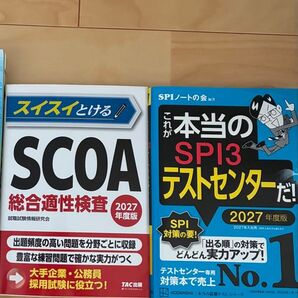 スイスイとける
SCOA
総合適性検査
2027
年度版
就職試験情報研究会
出題頻度の高い問題を分野ごとに収録
豊富な練習問題で確かな実力がつく
大手企業・公務員
採用試験に役立つ!
TAC出版
SPIノートの会
これが
本当の
SPI3
テストセンターだ!
2027年度版
SPI
対策の要!
「出る順」の対策で
どんどん実力アップ!
テストセンター専用
対策本で売上
No.1